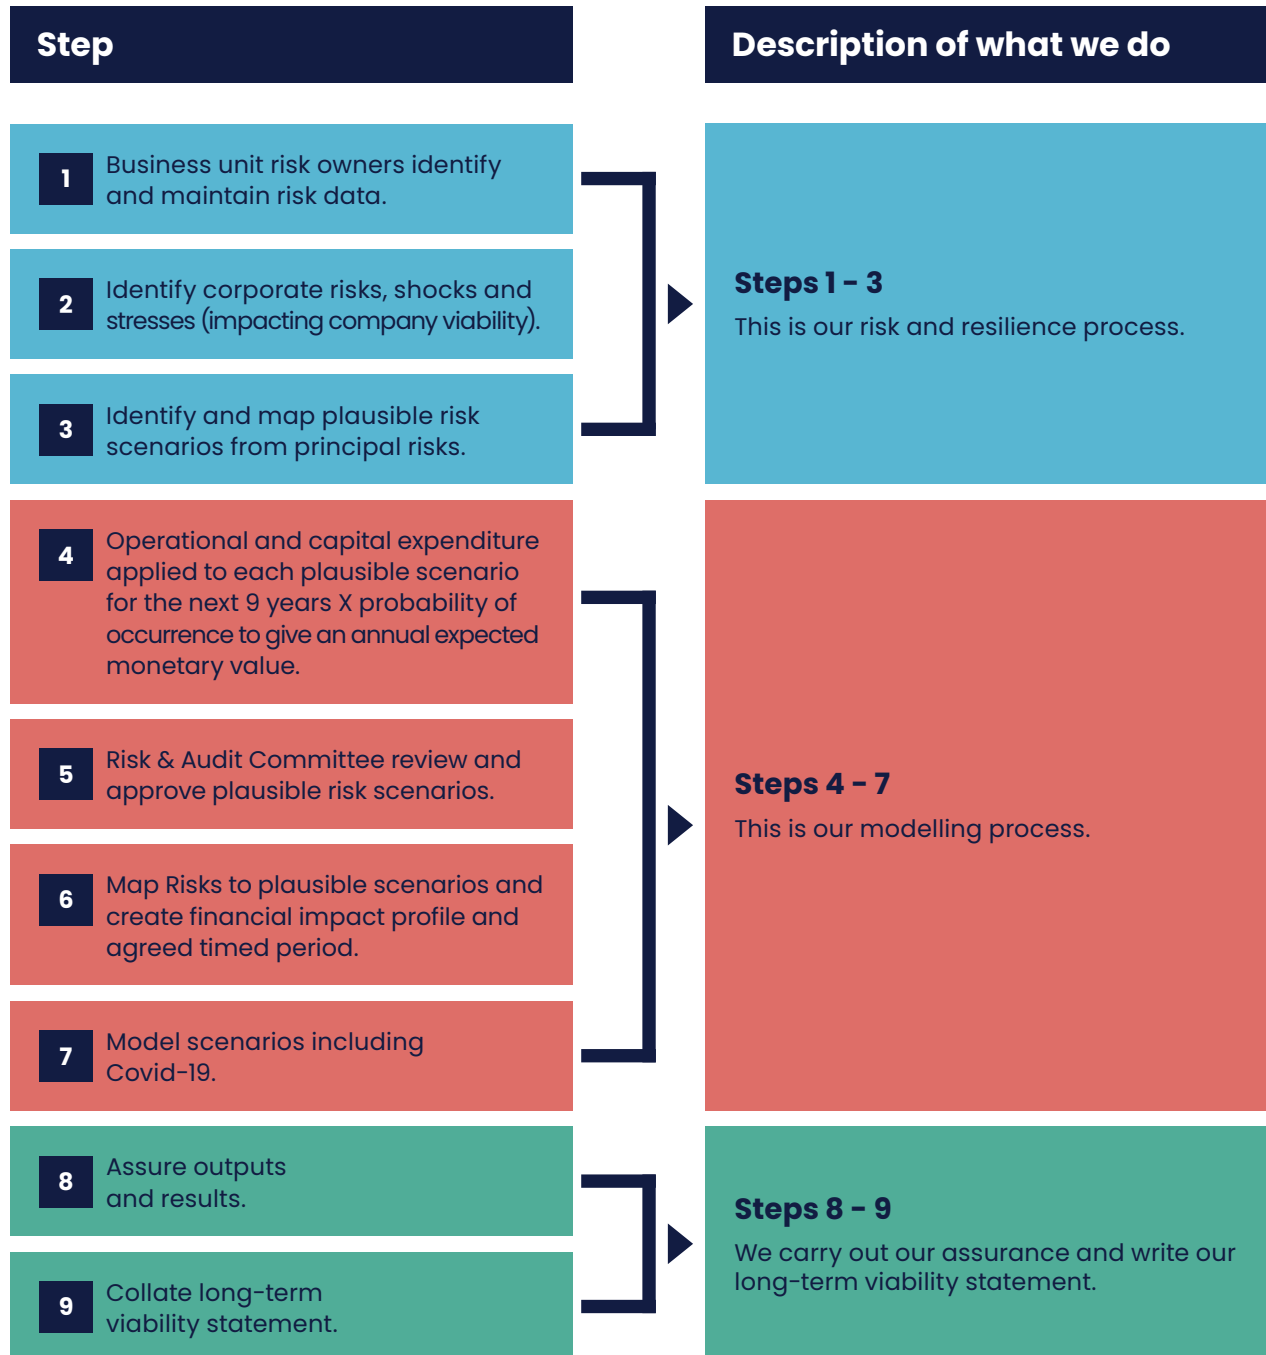 Step
Description of what we do
1
Business unit risk owners identify
and maintain risk data.
2
Identify corporate risks, shocks and
stresses (impacting company viability).
3
Identify and map plausible risk
scenarios from principal risks.
Steps 1 – 3
This is our risk and resilience process.
4
Operational and capital expenditure
applied to each plausible scenario
for the next 9 years X probability of
occurrence to give an annual expected
monetary value.
5
Risk & Audit Committee review and
approve plausible risk scenarios.
6
Map Risks to plausible scenarios and
create financial impact profile and
agreed timed period.
7
Model scenarios including
Covid-19.
Steps 4 – 7
This is our modelling process.
8
Assure outputs
and results.
9
Collate long-term
viability statement.
Steps 8 – 9
We carry out our assurance and write our
long-term viability statement.